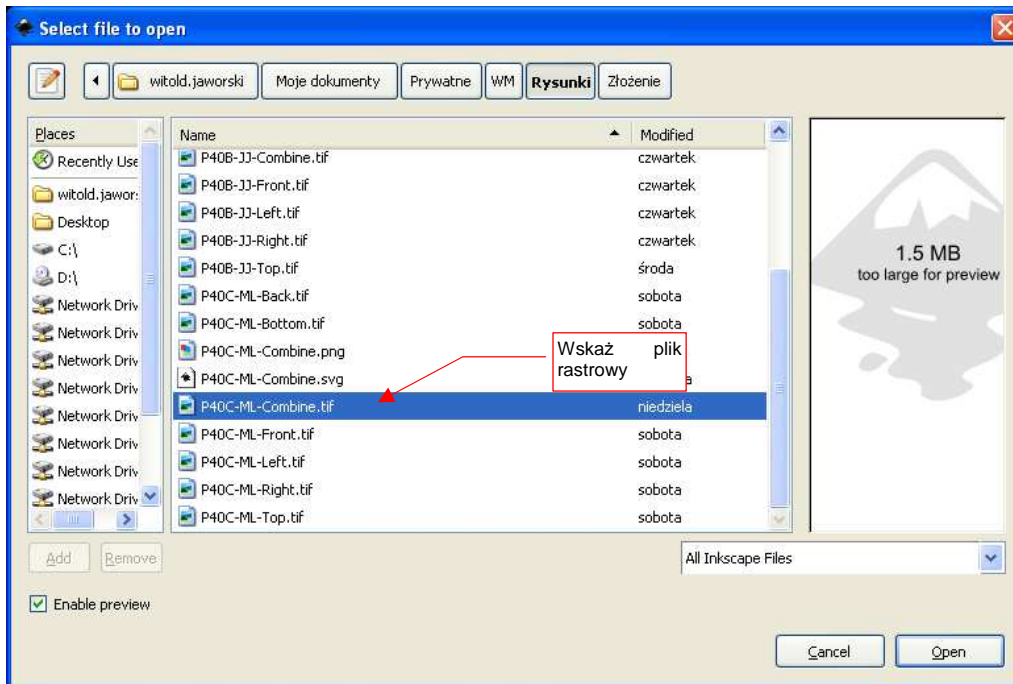 Select file to open
witold.jaworski Moje dokumenty Prywatne WM Rysunki Złożenie
Places
Recently Use
witold.jawor
Desktop
C:\
D:\
Network Driv
Network Driv
Network Driv
Network Driv
Network Driv
Network Driv
Network Driv
Network Driv
Name Modified
P40B-JJ-Combine.tif czwartek
P40B-JJ-Front.tif czwartek
P40B-JJ-Left.tif czwartek
P40B-JJ-Right.tif czwartek
P40B-JJ-Top.tif środa
P40C-ML-Back.tif sobota
P40C-ML-Bottom.tif sobota
P40C-ML-Combine.png
P40C-ML-Combine.svg
P40C-ML-Combine.tif niedziela
P40C-ML-Front.tif sobota
P40C-ML-Left.tif sobota
P40C-ML-Right.tif sobota
P40C-ML-Top.tif sobota
Wskaż plik
rastrowy
1.5 MB
too large for preview
Add Remove
All Inkscape Files
Enable preview
Cancel Open